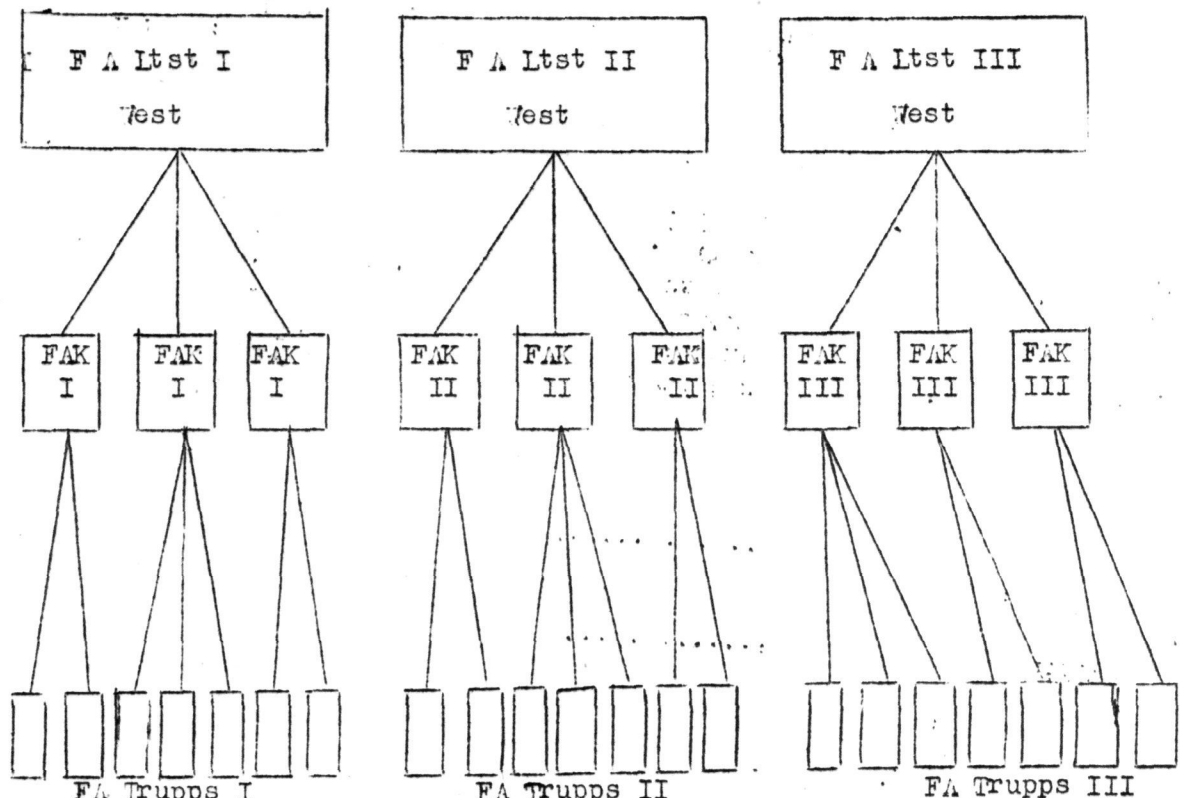 F A Ltst I
West
F A Ltst II
West
F A Ltst III
West
FAK
I
FAK
I
FAK
I
FAK
II
FAK
II
FAK
II
FAK
III
FAK
III
FAK
III
FA Trupps I
FA Trupps II
FA Trupps III